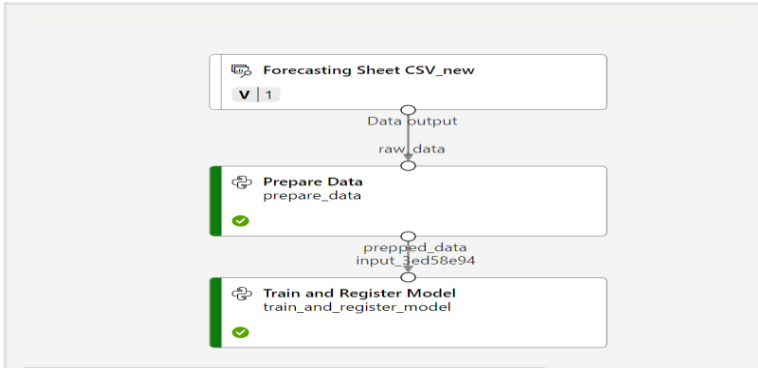 Forecasting Sheet CSV_new
V | 1
Data output
raw_data
Prepare Data
prepare_data
prepped_data
input_3ed58e94
Train and Register Model
train_and_register_model